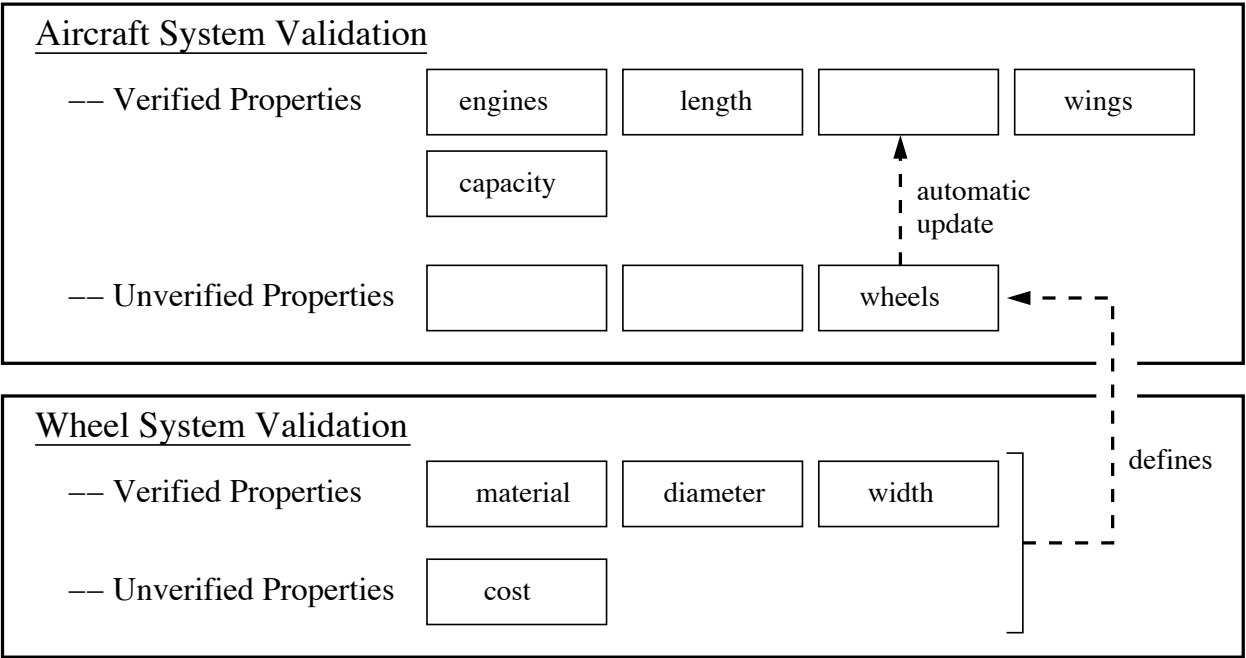 Aircraft System Validation
−− Verified Properties
engines
length
wings
capacity
automatic
update
−− Unverified Properties
wheels
Wheel System Validation
defines
−− Verified Properties
material
diameter
width
−− Unverified Properties
cost